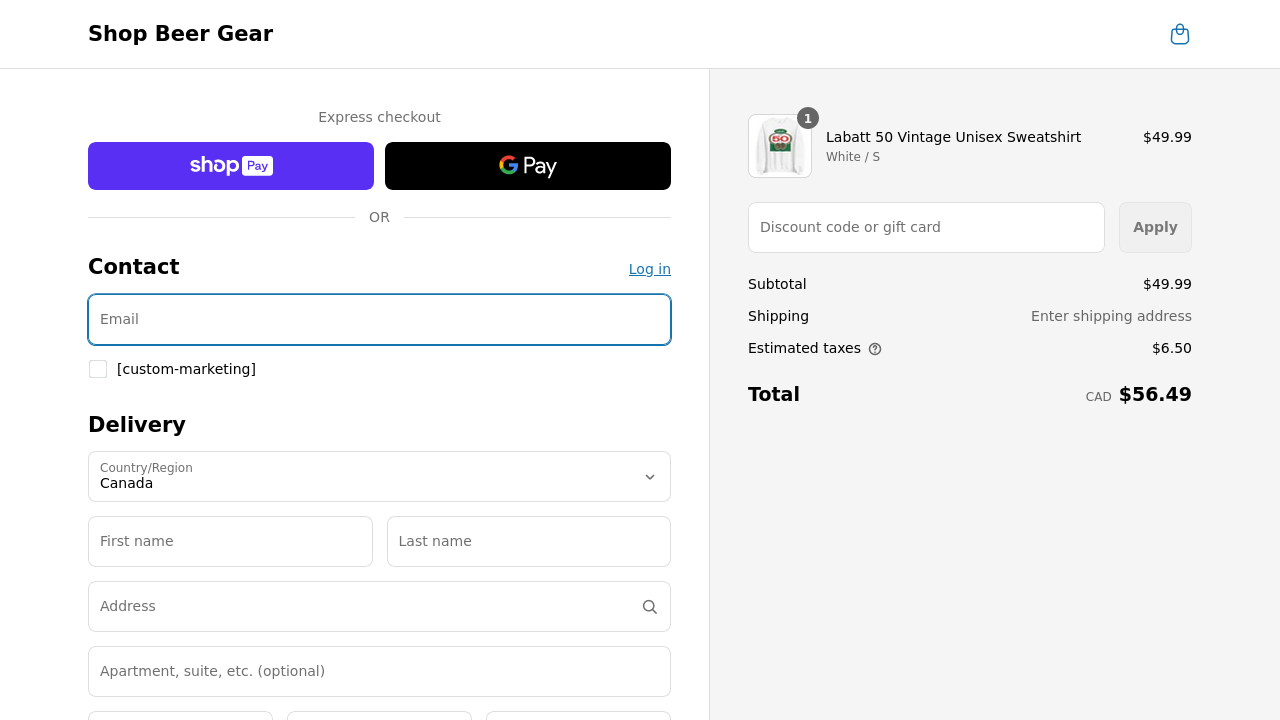 Shop Beer Gear
Express checkout
shop Pay
G Pay
OR
Contact
Log in
Email
[custom-marketing]
Delivery
Country/Region
Canada
First name
Last name
Address
Apartment, suite, etc. (optional)
1
50
Labatt 50 Vintage Unisex Sweatshirt
$49.99
White / S
Discount code or gift card
Apply
Subtotal
$49.99
Shipping
Enter shipping address
Estimated taxes
$6.50
Total
CAD $56.49